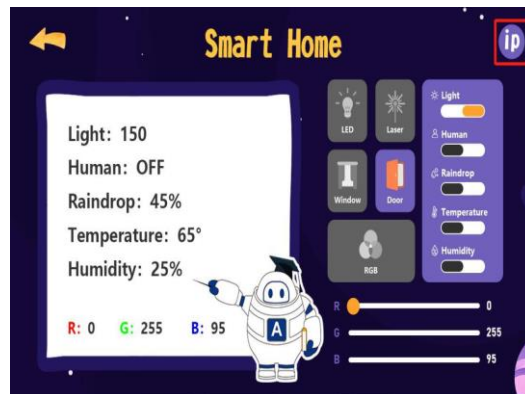 Smart Home
ip
Light: 150
Human: OFF
Raindrop: 45%
Temperature: 65°
Humidity: 25%
R: 0 G: 255 B: 95
A
LED
Laser
Window
Door
RGB
Light
Human
Raindrop
Temperature
Humidity
R 0
G 255
B 95